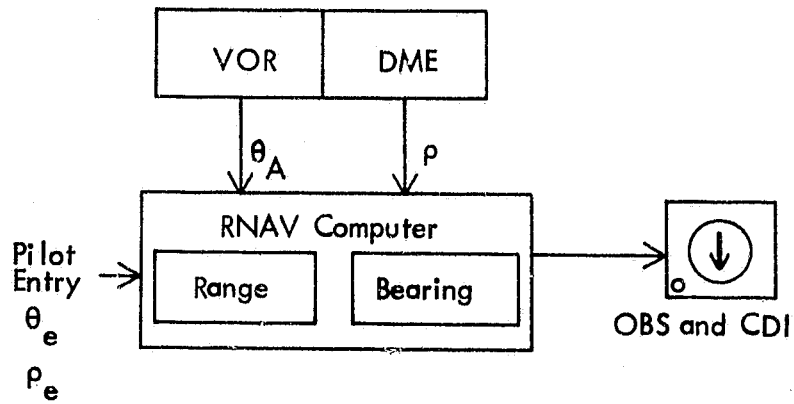 VOR DME
θA ρ
RNAV Computer
Range Bearing
Pilot
Entry
θe
ρe
OBS and CDI